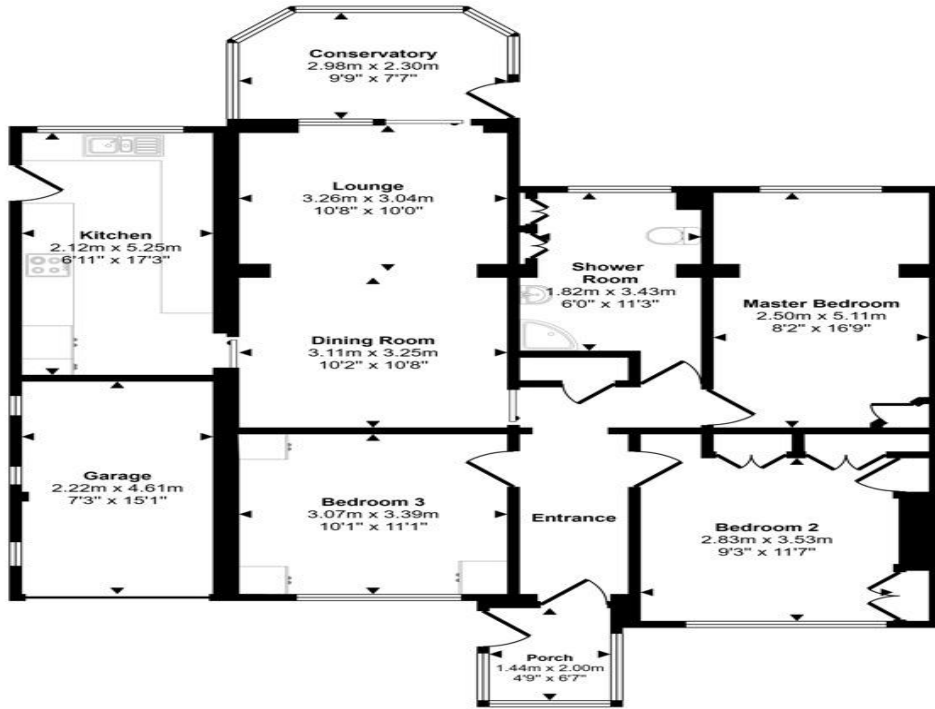 Conservatory
2.98m x 2.30m
9'9" x 7'7"
Lounge
3.26m x 3.04m
10'8" x 10'0"
Kitchen
2.12m x 5.25m
6'11" x 17'3"
Shower
Room
1.82m x 3.43m
6'0" x 11'3"
Master Bedroom
2.50m x 5.11m
8'2" x 16'9"
Dining Room
3.11m x 3.25m
10'2" x 10'8"
Garage
2.22m x 4.61m
7'3" x 15'1"
Bedroom 3
3.07m x 3.39m
10'1" x 11'1"
Entrance
Bedroom 2
2.83m x 3.53m
9'3" x 11'7"
Porch
1.44m x 2.00m
4'9" x 6'7"